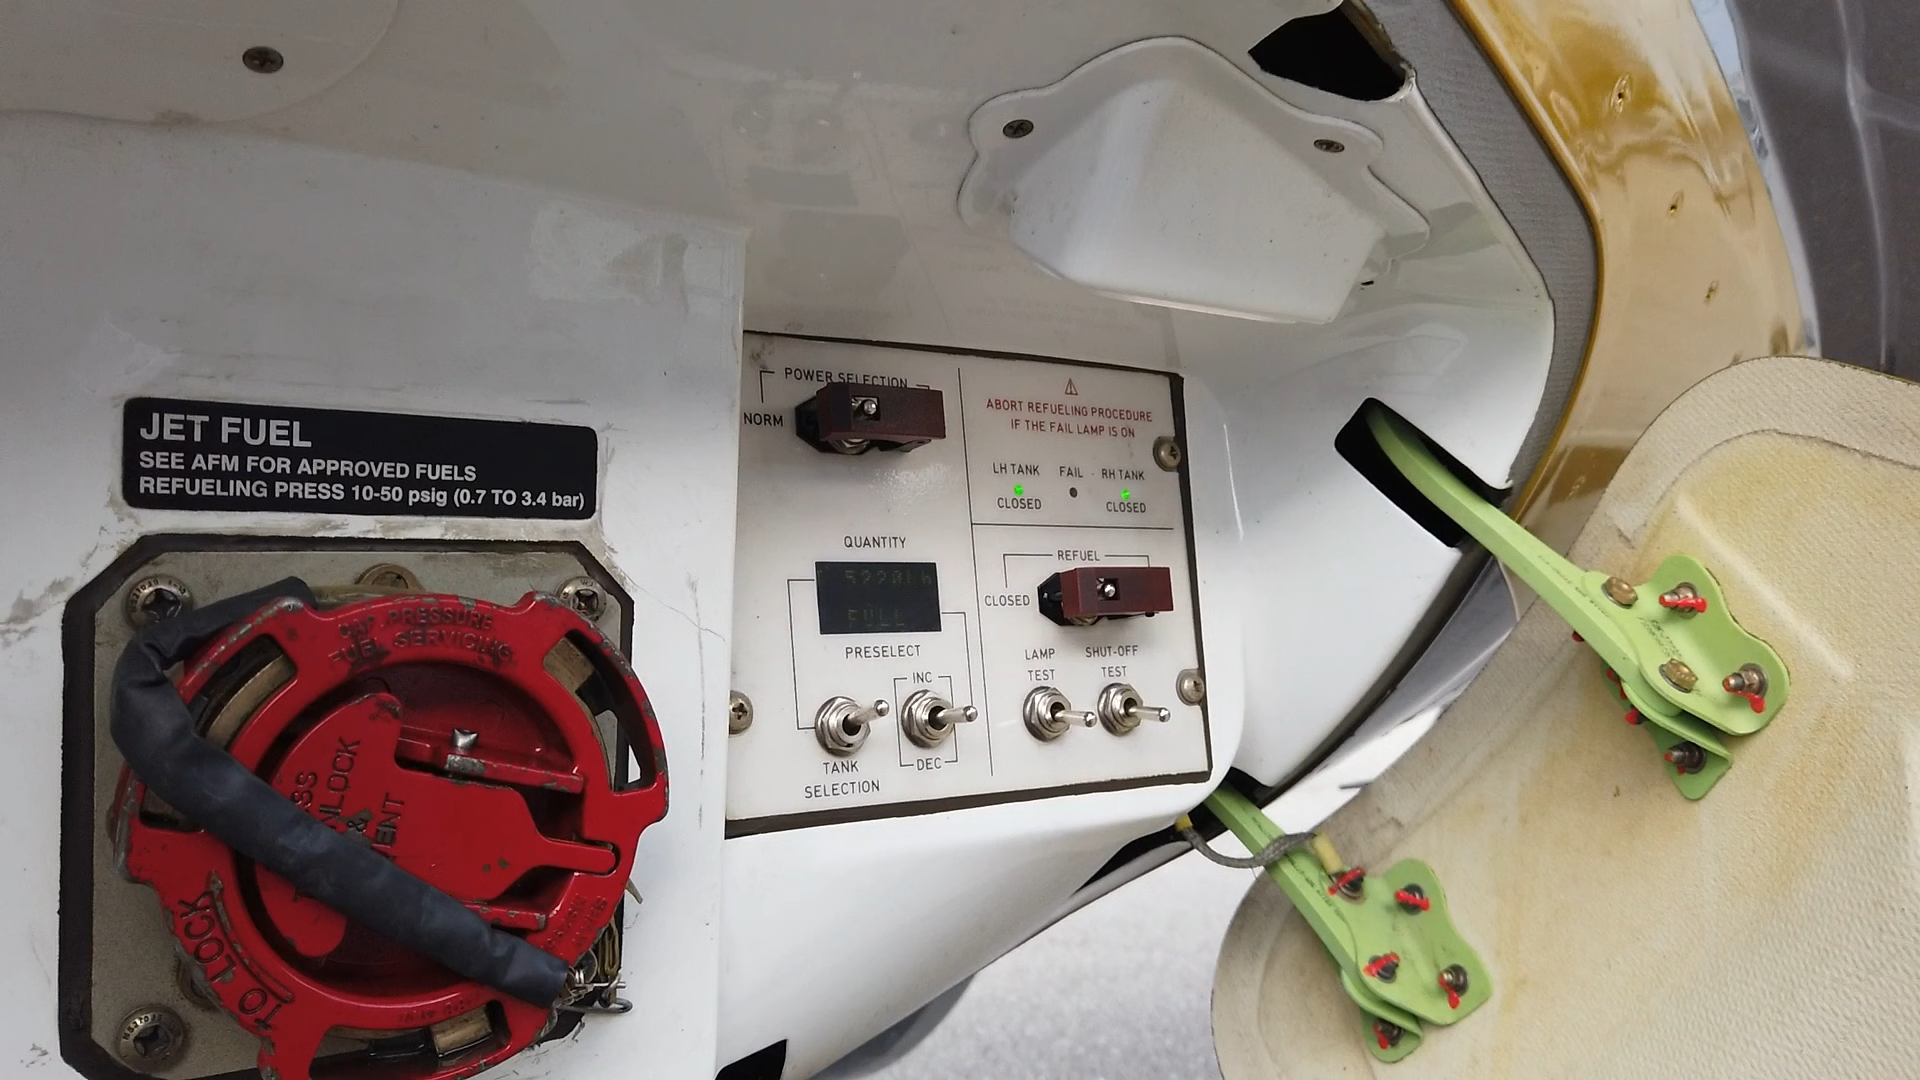 JET FUEL
SEE AFM FOR APPROVED FUELS
REFUELING PRESS 10-50 psig (0.7 TO 3.4 bar)
PRESSURE
FUEL SERVICING
UNLOCK
&
TO LOCK
POWER SELECTION
NORM
ABORT REFUELING PROCEDURE
IF THE FAIL LAMP IS ON
LH TANK FAIL RH TANK
CLOSED CLOSED
QUANTITY
FULL
PRESELECT
REFUEL
CLOSED
LAMP
TEST
SHUT-OFF
TEST
INC
DEC
TANK
SELECTION